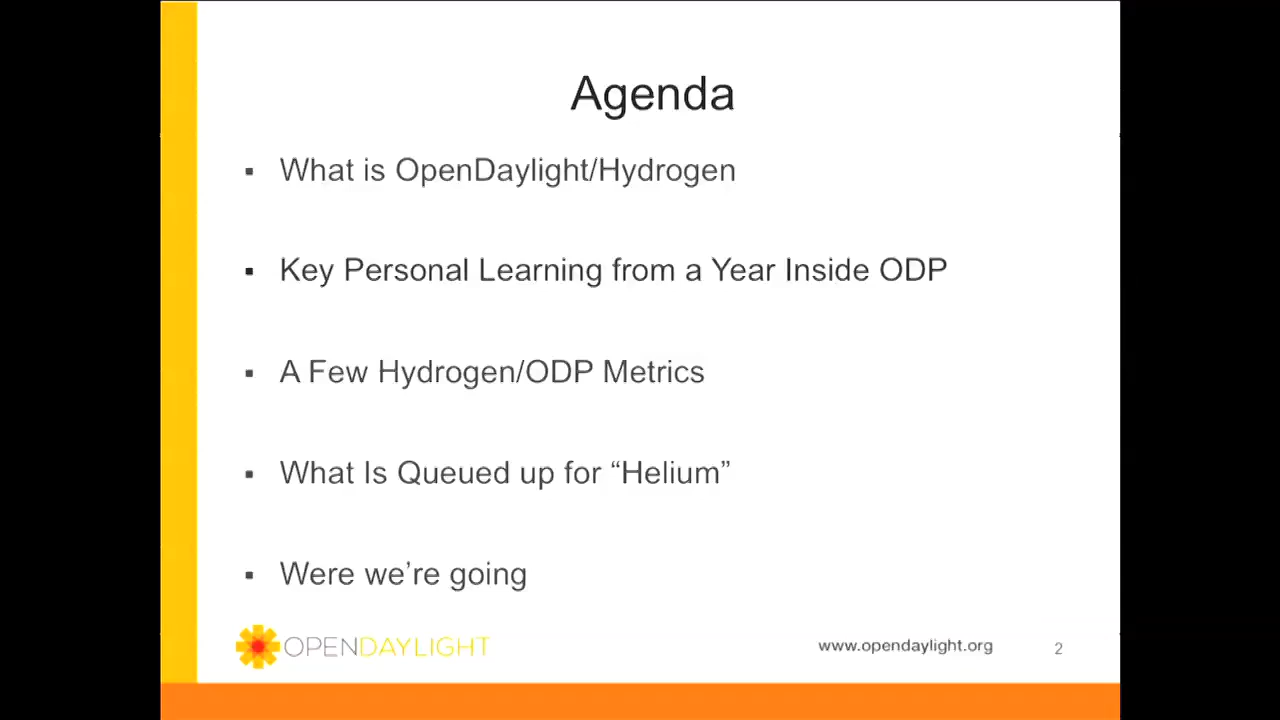 Agenda
▪ What is OpenDaylight/Hydrogen
▪ Key Personal Learning from a Year Inside ODP
▪ A Few Hydrogen/ODP Metrics
▪ What Is Queued up for “Helium”
▪ Were we’re going
OPENDAYLIGHT
www.opendaylight.org
2